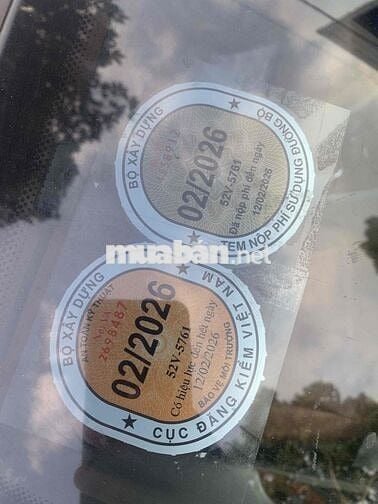 BỘ XÂY DỰNG
02/2026
52V-5761
Đã nộp phí đến ngày
12/02/2026
TEM NỘP PHÍ SỬ DỤNG ĐƯỜNG BỘ
muaban.net
BỘ XÂY DỰNG
AN TOÀN KỸ THUẬT
2698487
02/2026
52V-5761
Có hiệu lực đến hết ngày
12/02/2026
BẢO VỆ MÔI TRƯỜNG
CỤC ĐĂNG KIỂM VIỆT NAM